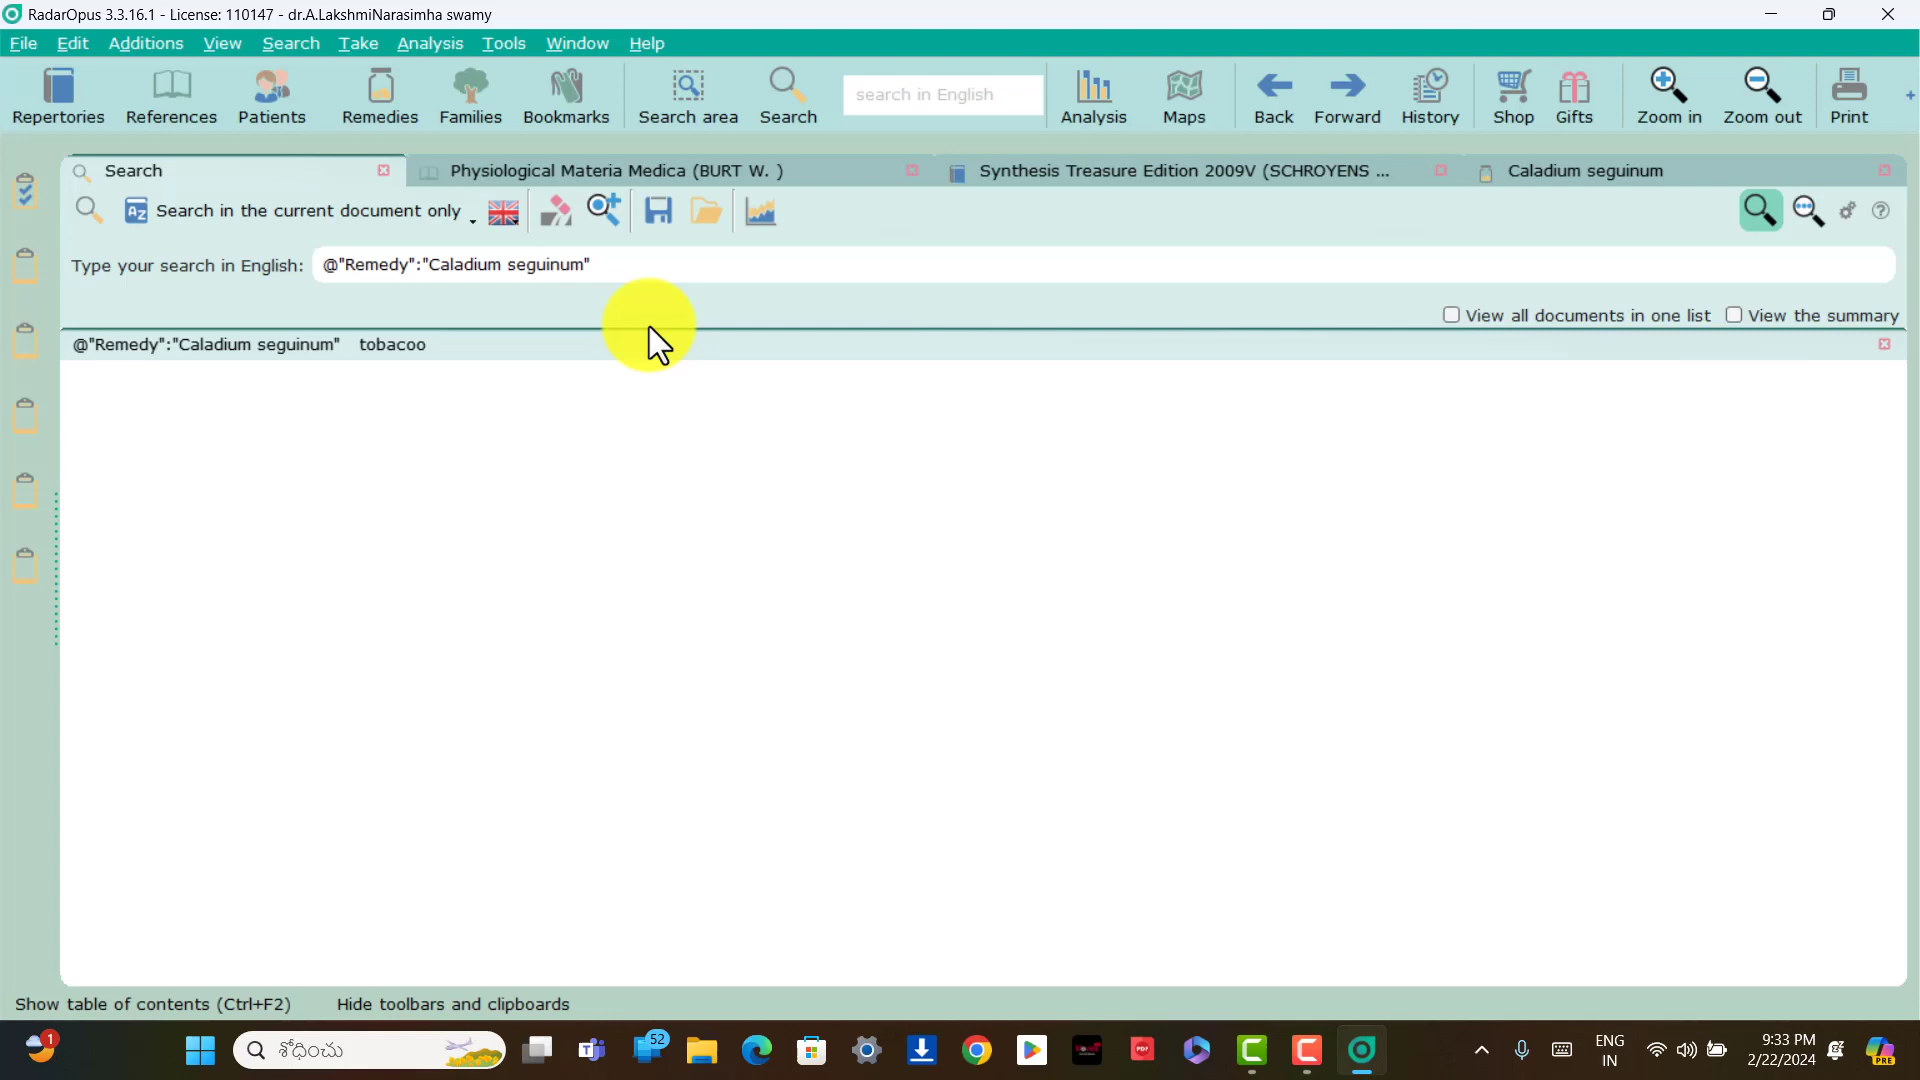 RadarOpus 3.3.16.1 - License: 110147 - dr.A.LakshmiNarasimha swamy
File Edit Additions View Search Take Analysis Tools Window Help
Repertories References Patients Remedies Families Bookmarks Search area Search search in English Analysis Maps Back Forward History Shop Gifts Zoom in Zoom out Print
Search Physiological Materia Medica (BURT W. ) Synthesis Treasure Edition 2009V (SCHROYENS ... Caladium seguinum
AZ Search in the current document only
Type your search in English: @"Remedy":"Caladium seguinum"
View all documents in one list View the summary
@"Remedy":"Caladium seguinum" tobacoo
Show table of contents (Ctrl+F2) Hide toolbars and clipboards
1 శోధించు 52 PDF ENG IN 9:33 PM 2/22/2024 PRE